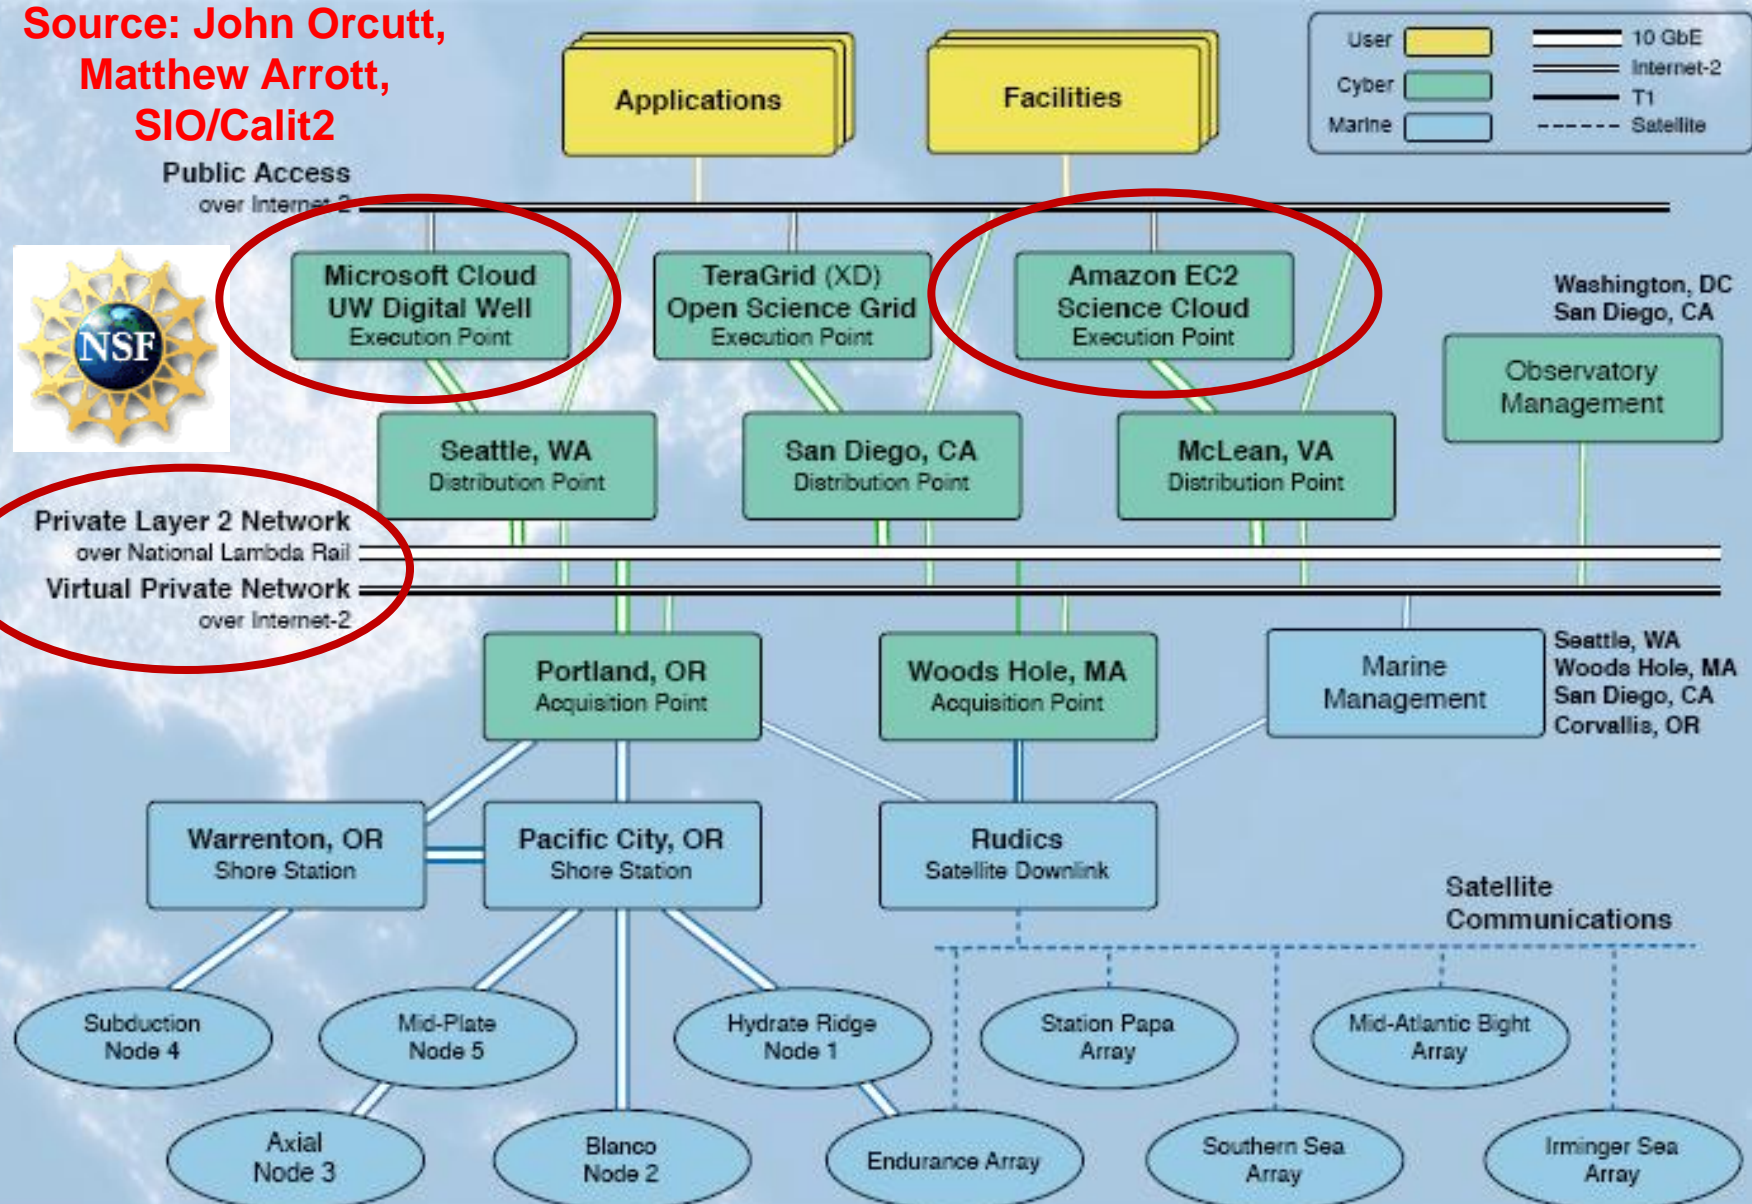 Source: John Orcutt,
Matthew Arrott,
SIO/Calit2
Applications
Facilities
User
Cyber
Marine
10 GbE
Internet-2
T1
Satellite
Public Access
over Internet-2
NSF
Microsoft Cloud
UW Digital Well
Execution Point
TeraGrid (XD)
Open Science Grid
Execution Point
Amazon EC2
Science Cloud
Execution Point
Washington, DC
San Diego, CA
Observatory
Management
Seattle, WA
Distribution Point
San Diego, CA
Distribution Point
McLean, VA
Distribution Point
Private Layer 2 Network
over National Lambda Rail
Virtual Private Network
over Internet-2
Portland, OR
Acquisition Point
Woods Hole, MA
Acquisition Point
Marine
Management
Seattle, WA
Woods Hole, MA
San Diego, CA
Corvallis, OR
Warrenton, OR
Shore Station
Pacific City, OR
Shore Station
Rudics
Satellite Downlink
Satellite
Communications
Subduction
Node 4
Mid-Plate
Node 5
Hydrate Ridge
Node 1
Station Papa
Array
Mid-Atlantic Bight
Array
Axial
Node 3
Blanco
Node 2
Endurance Array
Southern Sea
Array
Irminger Sea
Array